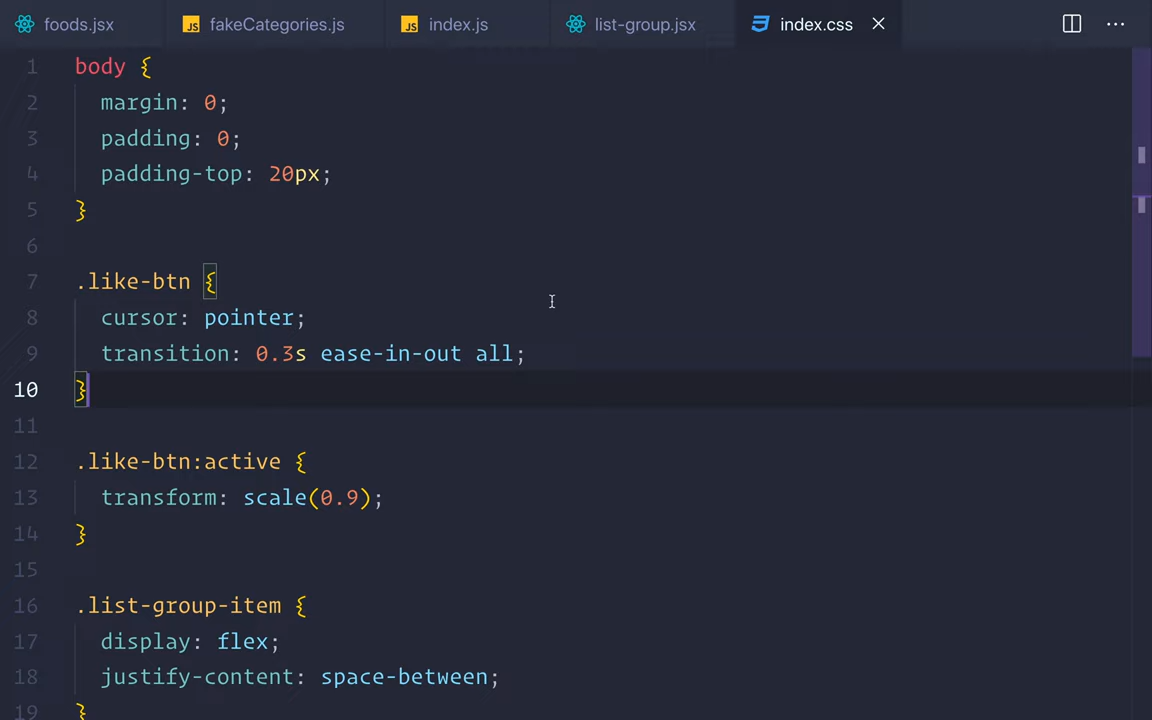 foods.jsx JS fakeCategories.js JS index.js list-group.jsx index.css
1 body {
2 margin: 0;
3 padding: 0;
4 padding-top: 20px;
5 }
6
7 .like-btn {
8 cursor: pointer;
9 transition: 0.3s ease-in-out all;
10 }
11
12 .like-btn:active {
13 transform: scale(0.9);
14 }
15
16 .list-group-item {
17 display: flex;
18 justify-content: space-between;
19 }